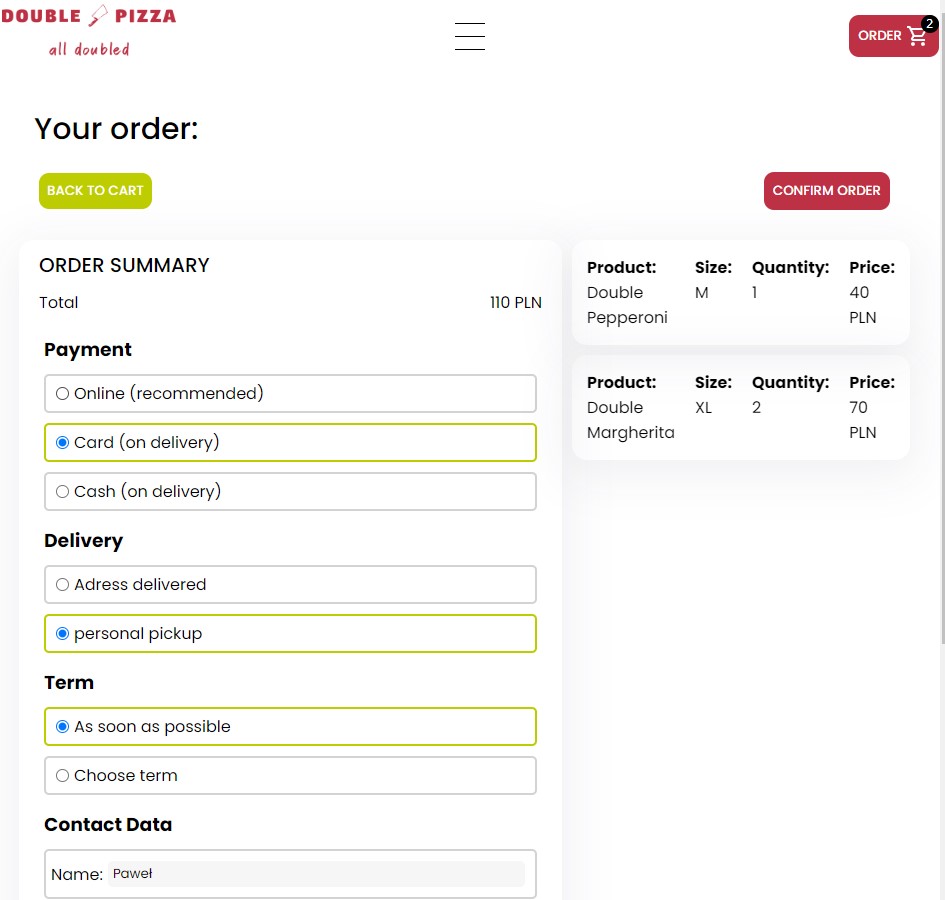 DOUBLE PIZZA
all doubled
ORDER 2
Your order:
BACK TO CART
CONFIRM ORDER
ORDER SUMMARY
Total 110 PLN
Payment
Online (recommended)
Card (on delivery)
Cash (on delivery)
Delivery
Adress delivered
personal pickup
Term
As soon as possible
Choose term
Contact Data
Name: Paweł
Product: Size: Quantity: Price:
Double M 1 40
Pepperoni PLN
Product: Size: Quantity: Price:
Double XL 2 70
Margherita PLN